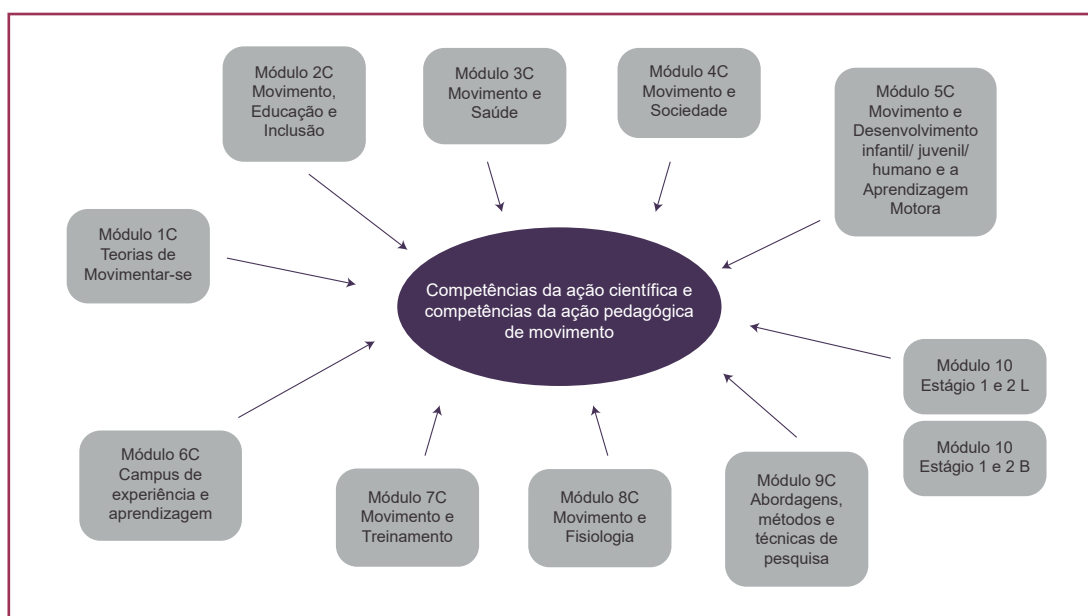 Módulo 2C
Movimento,
Educação e
Inclusão
Módulo 3C
Movimento e
Saúde
Módulo 4C
Movimento e
Sociedade
Módulo 5C
Movimento e
Desenvolvimento
infantil/ juvenil/
humano e a
Aprendizagem
Motora
Módulo 1C
Teorias de
Movimentar-se
Competências da ação científica e
competências da ação pedagógica
de movimento
Módulo 10
Estágio 1 e 2 L
Módulo 10
Estágio 1 e 2 B
Módulo 6C
Campus de
experiência e
aprendizagem
Módulo 7C
Movimento e
Treinamento
Módulo 8C
Movimento e
Fisiologia
Módulo 9C
Abordagens,
métodos e
técnicas de
pesquisa